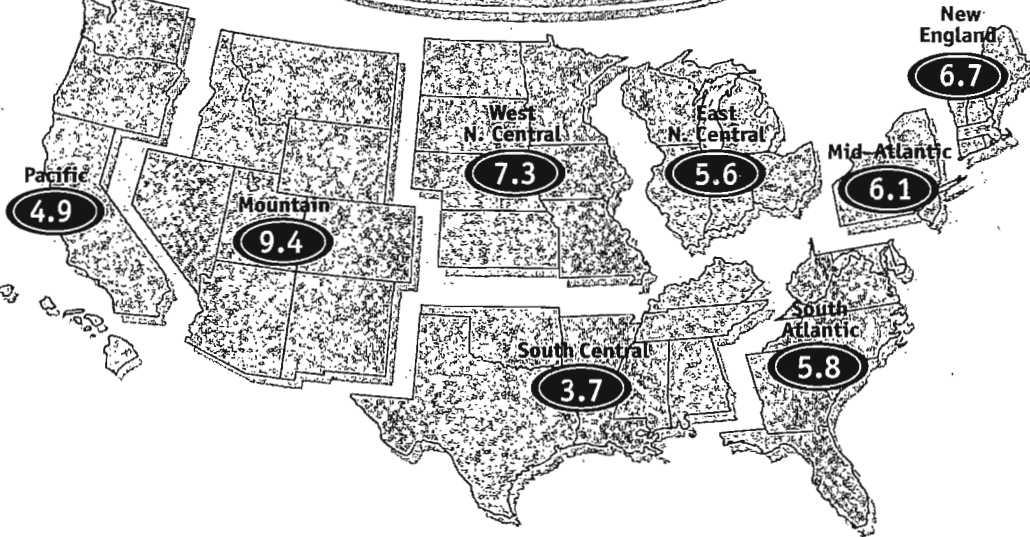 New
England
6.7
West
N. Central
7.3
East
N. Central
5.6
Mid-Atlantic
6.1
Pacific
4.9
Mountain
9.4
South
Atlantic
5.8
South Central
3.7